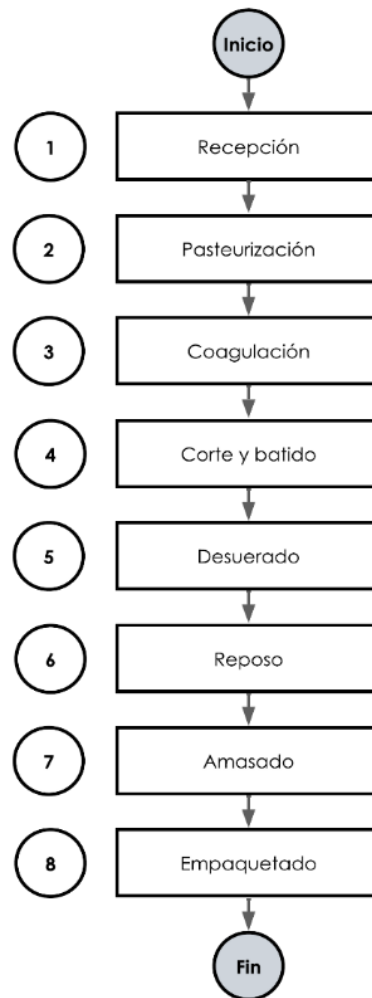 Inicio
1
Recepción
2
Pasteurización
3
Coagulación
4
Corte y batido
5
Desuerado
6
Reposo
7
Amasado
8
Empaquetado
Fin